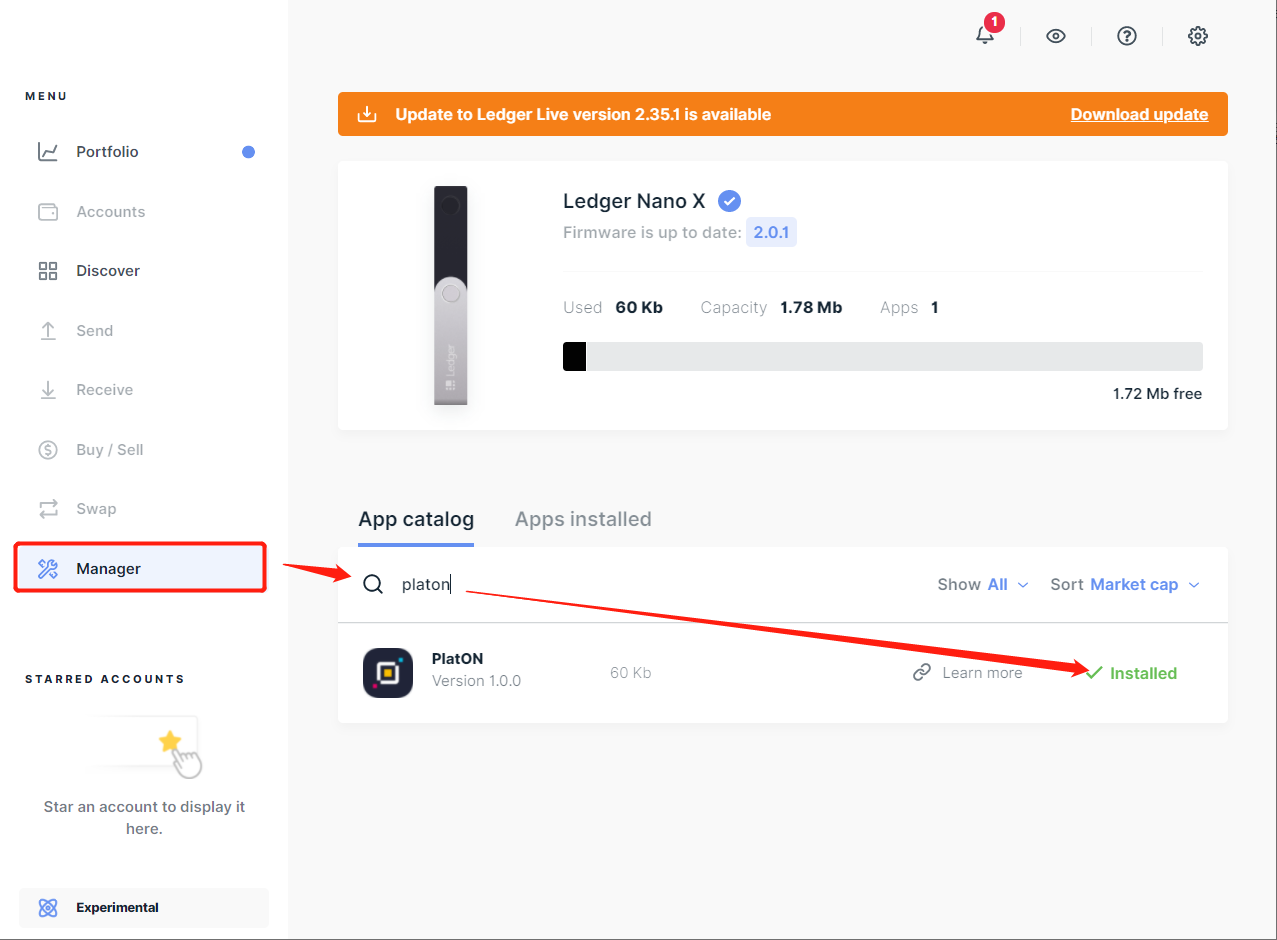 1
MENU
Portfolio
Accounts
Discover
Send
Receive
Buy / Sell
Swap
Manager
STARRED ACCOUNTS
Star an account to display it
here.
Experimental
Update to Ledger Live version 2.35.1 is available Download update
Ledger
Ledger Nano X
Firmware is up to date: 2.0.1
Used 60 Kb Capacity 1.78 Mb Apps 1
1.72 Mb free
App catalog Apps installed
platon Show All Sort Market cap
PlatON
Version 1.0.0 60 Kb Learn more Installed